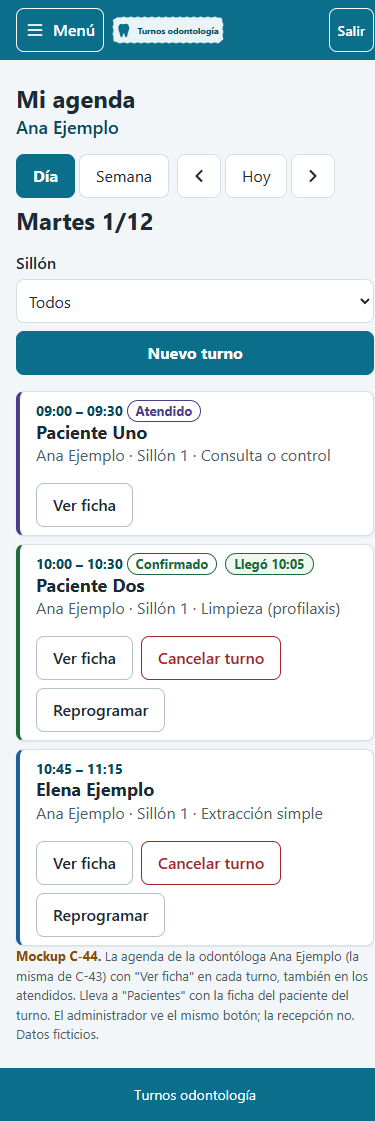 Menú
Turnos odontología
Salir
Mi agenda
Ana Ejemplo
Día
Semana
Hoy
Martes 1/12
Sillón
Todos
Nuevo turno
09:00 – 09:30 Atendido
Paciente Uno
Ana Ejemplo · Sillón 1 · Consulta o control
Ver ficha
10:00 – 10:30 Confirmado Llegó 10:05
Paciente Dos
Ana Ejemplo · Sillón 1 · Limpieza (profilaxis)
Ver ficha
Cancelar turno
Reprogramar
10:45 – 11:15
Elena Ejemplo
Ana Ejemplo · Sillón 1 · Extracción simple
Ver ficha
Cancelar turno
Reprogramar
Mockup C-44. La agenda de la odontóloga Ana Ejemplo (la
misma de C-43) con "Ver ficha" en cada turno, también en los
atendidos. Lleva a "Pacientes" con la ficha del paciente del
turno. El administrador ve el mismo botón; la recepción no.
Datos ficticios.
Turnos odontología